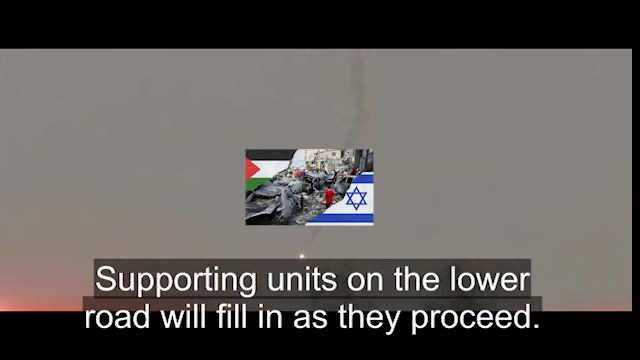 Supporting units on the lower
road will fill in as they proceed.